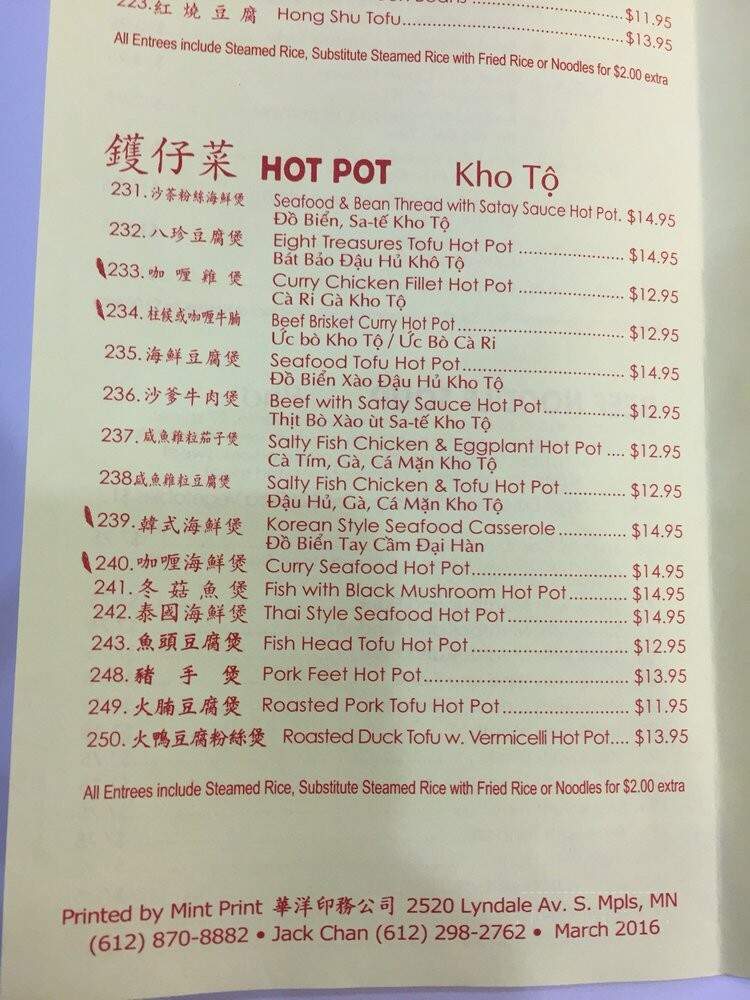 Beans ..............$11.95
223.紅燒豆腐 Hong Shu Tofu..............................$13.95
All Entrees include Steamed Rice, Substitute Steamed Rice with Fried Rice or Noodles for $2.00 extra
鑊仔菜 HOT POT Kho Tộ
231.沙茶粉絲海鮮煲 Seafood & Bean Thread with Satay Sauce Hot Pot. $14.95
Đồ Biển, Sa-tế Kho Tộ
232.八珍豆腐煲 Eight Treasures Tofu Hot Pot ...................... $14.95
Bát Bảo Đậu Hủ Khô Tộ
233.咖喱雞煲 Curry Chicken Fillet Hot Pot ...................... $12.95
Cà Ri Gà Kho Tộ
234.柱候或咖喱牛腩 Beef Brisket Curry Hot Pot................................ $12.95
Ức bò Kho Tộ / Ức Bò Cà Ri
235.海鮮豆腐煲 Seafood Tofu Hot Pot................................ $14.95
Đồ Biển Xào Đậu Hủ Kho Tộ
236.沙爹牛肉煲 Beef with Satay Sauce Hot Pot................ $12.95
Thịt Bò Xào ùt Sa-tế Kho Tộ
237.咸魚雞粒茄子煲 Salty Fish Chicken & Eggplant Hot Pot .... $12.95
Cà Tím, Gà, Cá Mặn Kho Tộ
238咸魚雞粒豆腐煲 Salty Fish Chicken & Tofu Hot Pot ............. $12.95
Đậu Hủ, Gà, Cá Mặn Kho Tộ
239.韓式海鮮煲 Korean Style Seafood Casserole.............. $14.95
Đồ Biển Tay Cầm Đại Hàn
240.咖喱海鮮煲 Curry Seafood Hot Pot................................ $14.95
241.冬菇魚煲 Fish with Black Mushroom Hot Pot........... $14.95
242.泰國海鮮煲 Thai Style Seafood Hot Pot........................ $14.95
243.魚頭豆腐煲 Fish Head Tofu Hot Pot................................ $12.95
248.豬手煲 Pork Feet Hot Pot........................................ $13.95
249.火腩豆腐煲 Roasted Pork Tofu Hot Pot........................ $11.95
250.火鴨豆腐粉絲煲 Roasted Duck Tofu w. Vermicelli Hot Pot.... $13.95
All Entrees include Steamed Rice, Substitute Steamed Rice with Fried Rice or Noodles for $2.00 extra
Printed by Mint Print 華洋印務公司 2520 Lyndale Av. S. Mpls, MN
(612) 870-8882 • Jack Chan (612) 298-2762 • March 2016